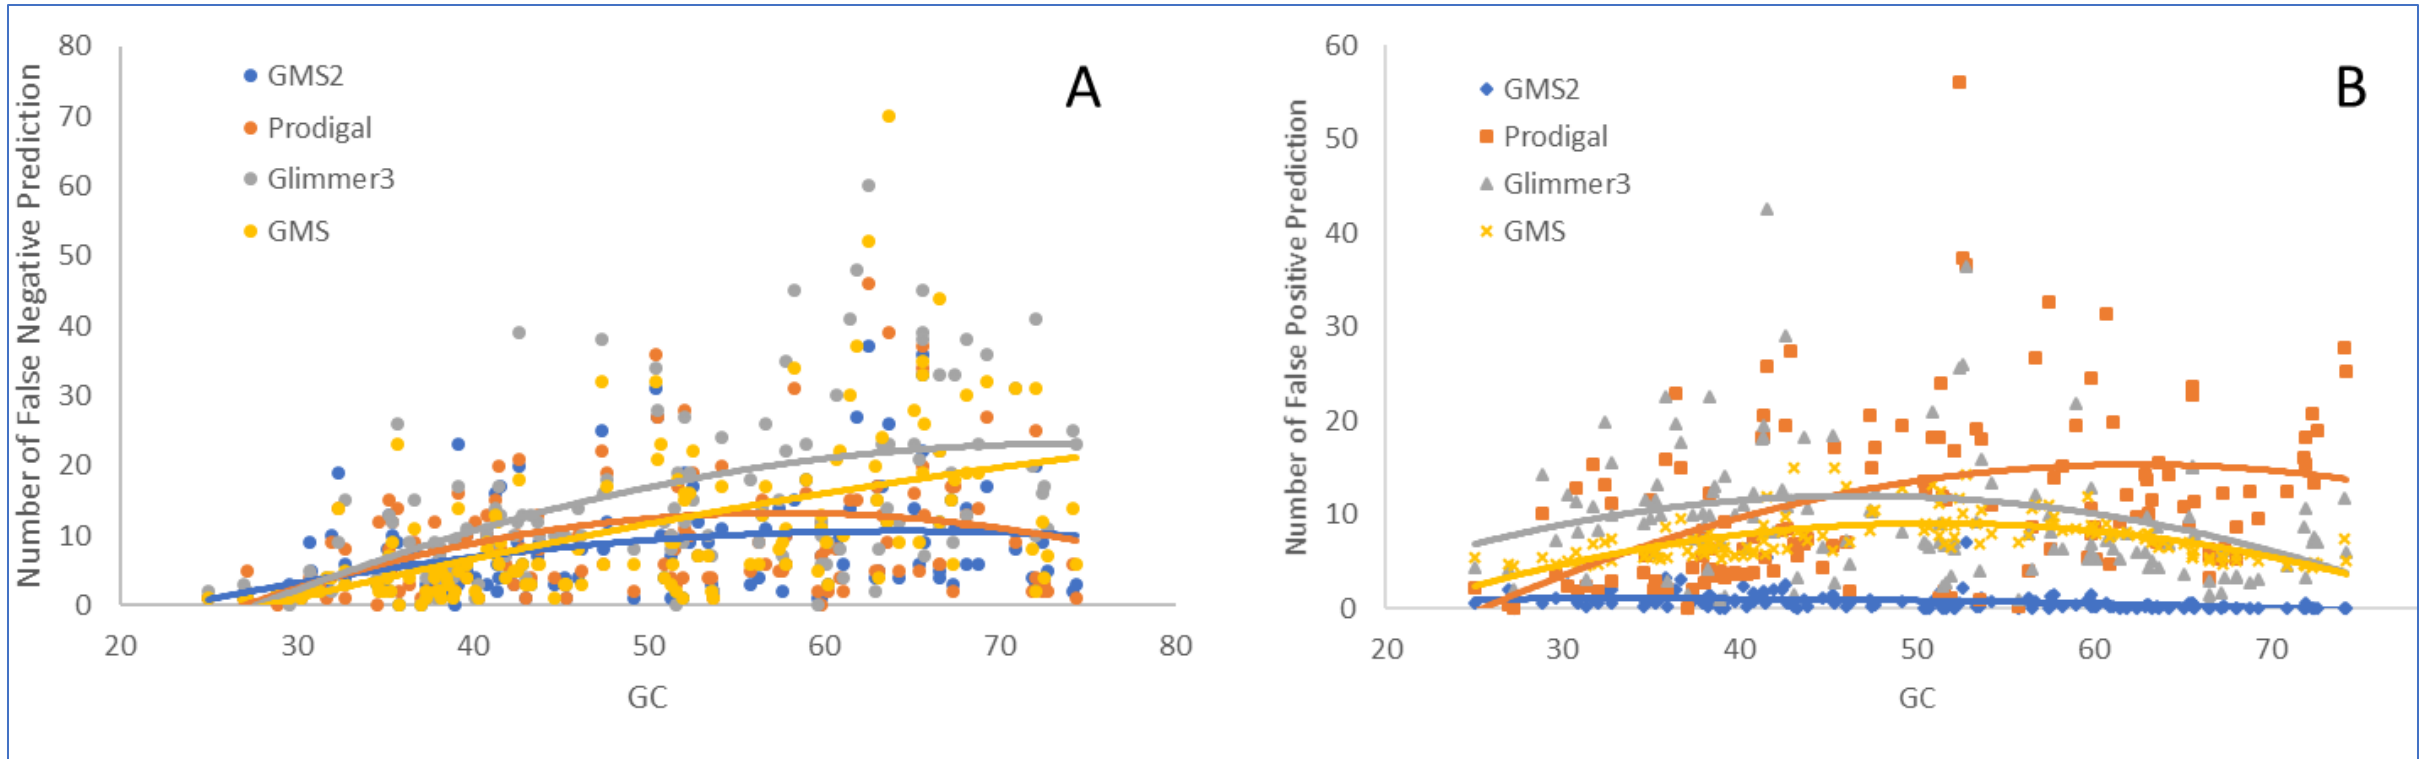 A
Number of False Negative Prediction
80
70
60
50
40
30
20
10
0
GMS2
Prodigal
Glimmer3
GMS
20 30 40 50 60 70 80
GC
B
Number of False Positive Prediction
60
50
40
30
20
10
0
GMS2
Prodigal
Glimmer3
GMS
20 30 40 50 60 70
GC